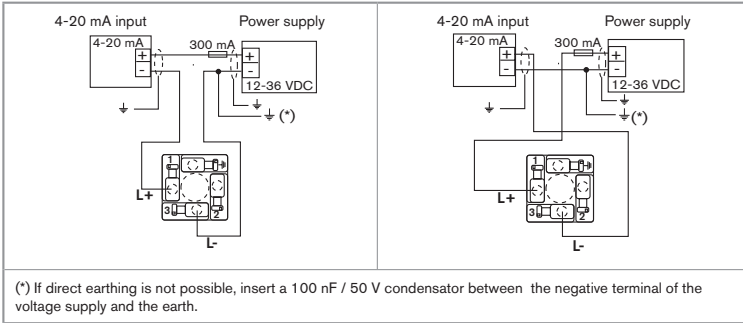 4-20 mA input
Power supply
4-20 mA
300 mA
+
+
-
-
12-36 VDC
(*)
1
L+
3
2
L-
4-20 mA input
Power supply
4-20 mA
300 mA
+
+
-
-
12-36 VDC
(*)
1
L+
3
2
L-
(*) If direct earthing is not possible, insert a 100 nF / 50 V condensator between the negative terminal of the
voltage supply and the earth.